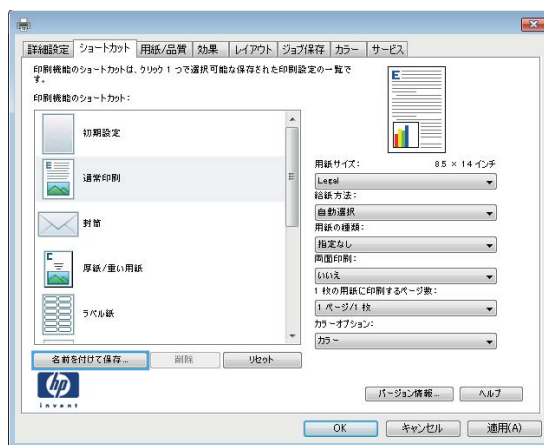 詳細設定 ショートカット 用紙/品質 効果 レイアウト ジョブ保存 カラー サービス
印刷機能のショートカットは、クリック 1 つで選択可能な保存された印刷設定の一覧で
す。
印刷機能のショートカット:
初期設定
通常印刷
封筒
厚紙/重い用紙
ラベル紙
名前を付けて保存... 削除 リセット
E
用紙サイズ: 8.5 × 14 インチ
Legal
給紙方法:
自動選択
用紙の種類:
指定なし
両面印刷:
いいえ
1 枚の用紙に印刷するページ数:
1 ページ/1 枚
カラーオプション:
カラー
hp
invent
バージョン情報... ヘルプ
OK キャンセル 適用(A)